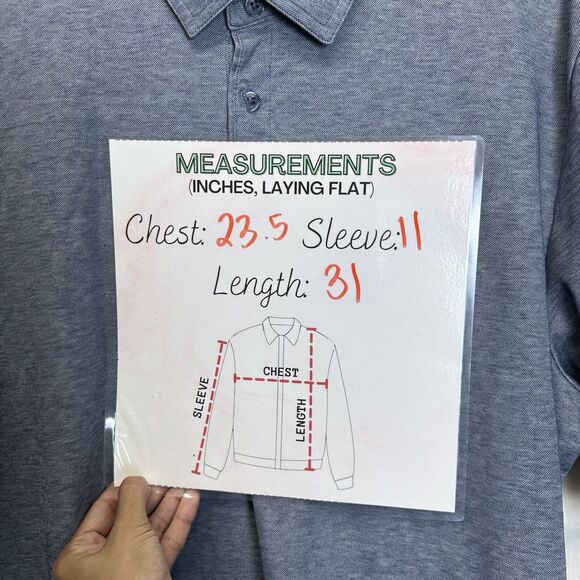 MEASUREMENTS
(INCHES, LAYING FLAT)
Chest: 23.5 Sleeve: 11
Length: 31
SLEEVE
CHEST
LENGTH